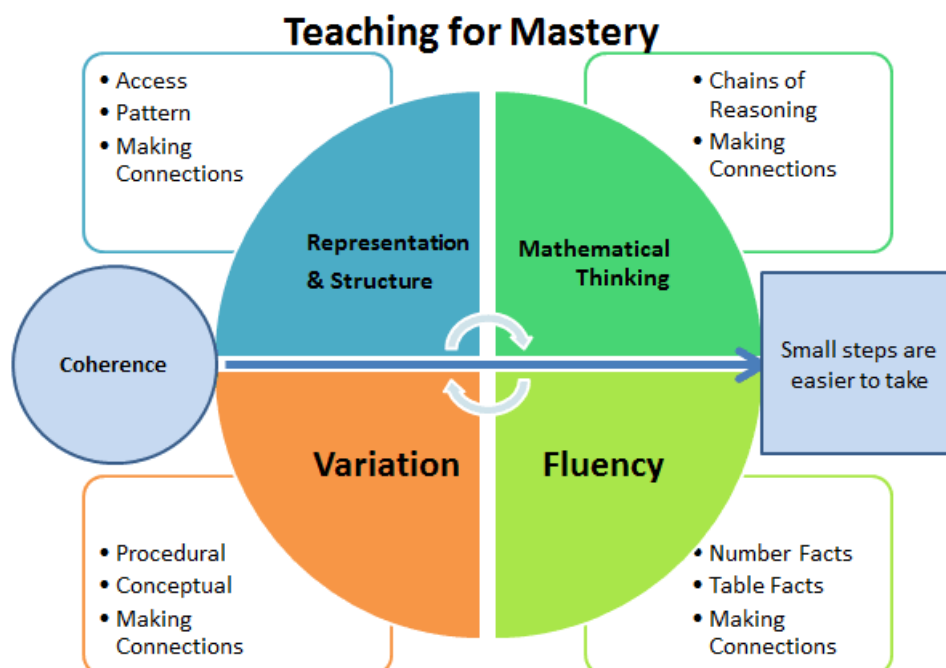 Teaching for Mastery
• Access
• Pattern
• Making
Connections
• Chains of
Reasoning
• Making
Connections
Representation
& Structure
Mathematical
Thinking
Coherence
Small steps are
easier to take
Variation
Fluency
• Procedural
• Conceptual
• Making
Connections
• Number Facts
• Table Facts
• Making
Connections